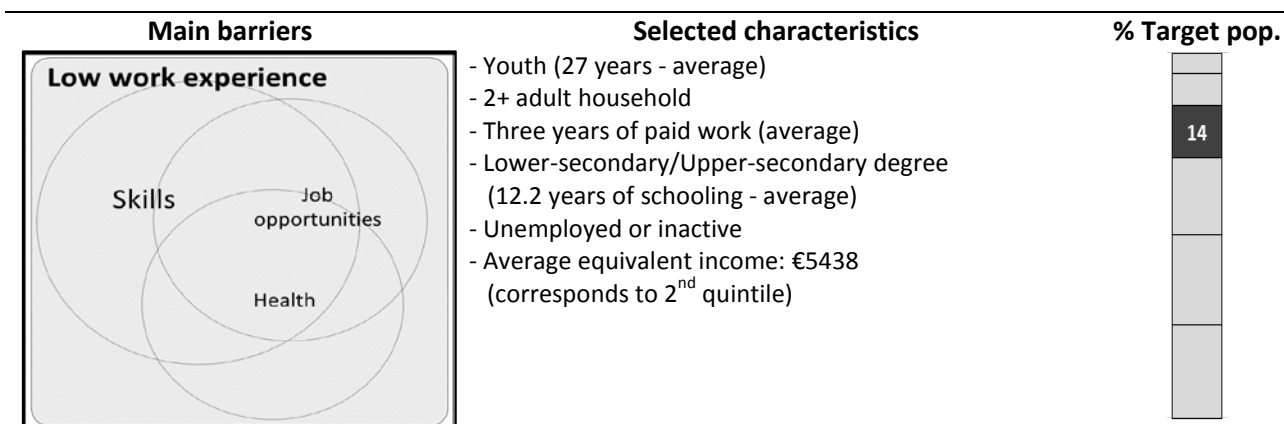 Main barriers
Selected characteristics
% Target pop.
Low work experience
Skills
Job
opportunities
Health
- Youth (27 years - average)
- 2+ adult household
- Three years of paid work (average)
- Lower-secondary/Upper-secondary degree
(12.2 years of schooling - average)
- Unemployed or inactive
- Average equivalent income: €5438
(corresponds to 2nd quintile)
14